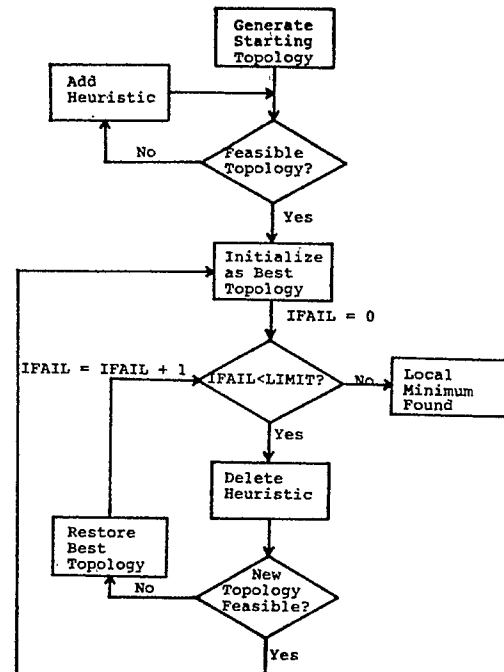 Generate
Starting
Topology
Add
Heuristic
No
Feasible
Topology?
Yes
Initialize
as Best
Topology
IFAIL = 0
IFAIL = IFAIL + 1
IFAIL<LIMIT?
No
Local
Minimum
Found
Yes
Delete
Heuristic
Restore
Best
Topology
No
New
Topology
Feasible?
Yes